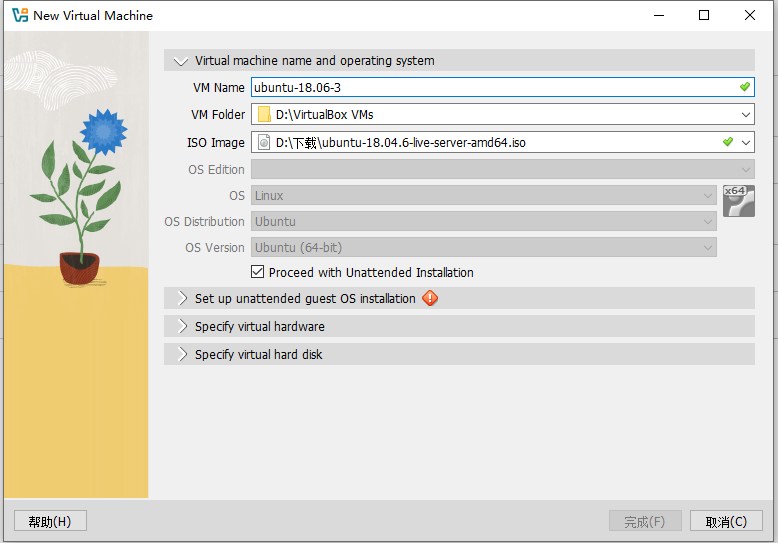 New Virtual Machine
Virtual machine name and operating system
VM Name ubuntu-18.06-3
VM Folder D:\VirtualBox VMs
ISO Image D:\下载\ubuntu-18.04.6-live-server-amd64.iso
OS Edition
OS Linux x64
OS Distribution Ubuntu
OS Version Ubuntu (64-bit)
Proceed with Unattended Installation
Set up unattended guest OS installation
Specify virtual hardware
Specify virtual hard disk
帮助(H) 完成(F) 取消(C)